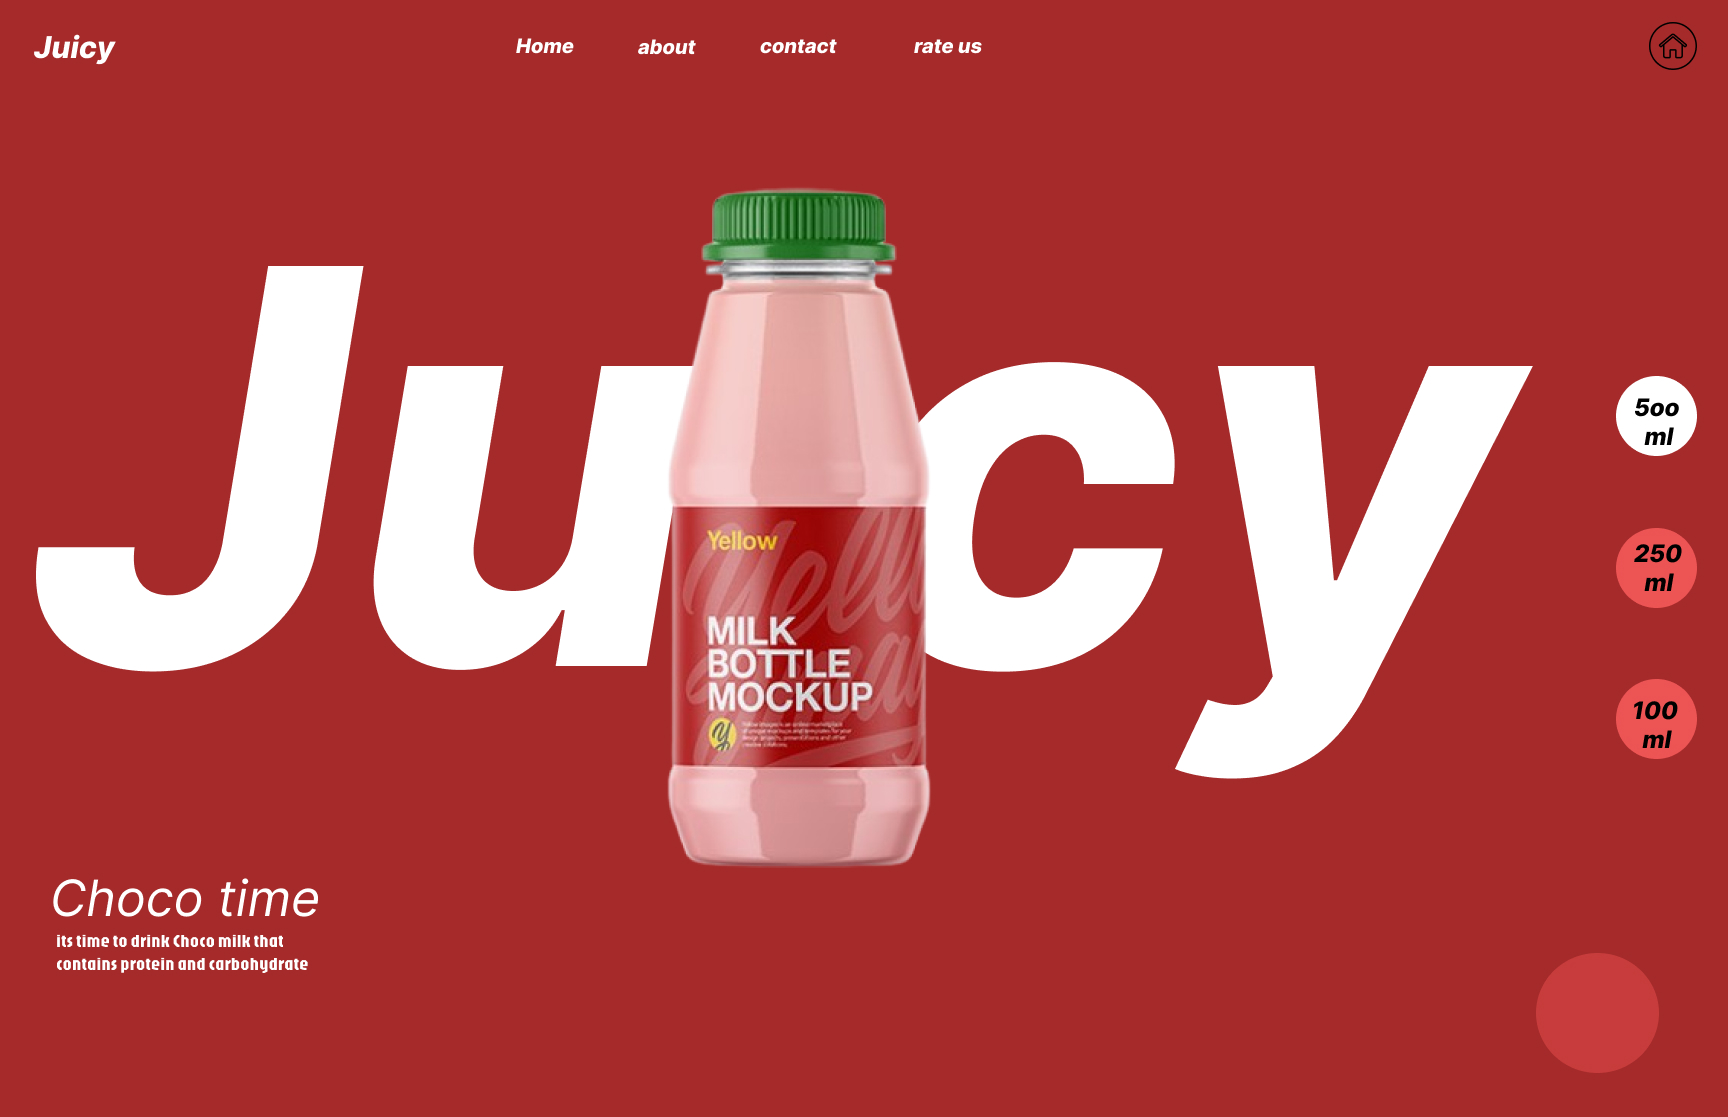 Juicy
Home about contact rate us
Juicy
5oo
ml
250
ml
100
ml
Yellow
MILK
BOTTLE
MOCKUP
Choco time
its time to drink Choco milk that
contains protein and carbohydrate